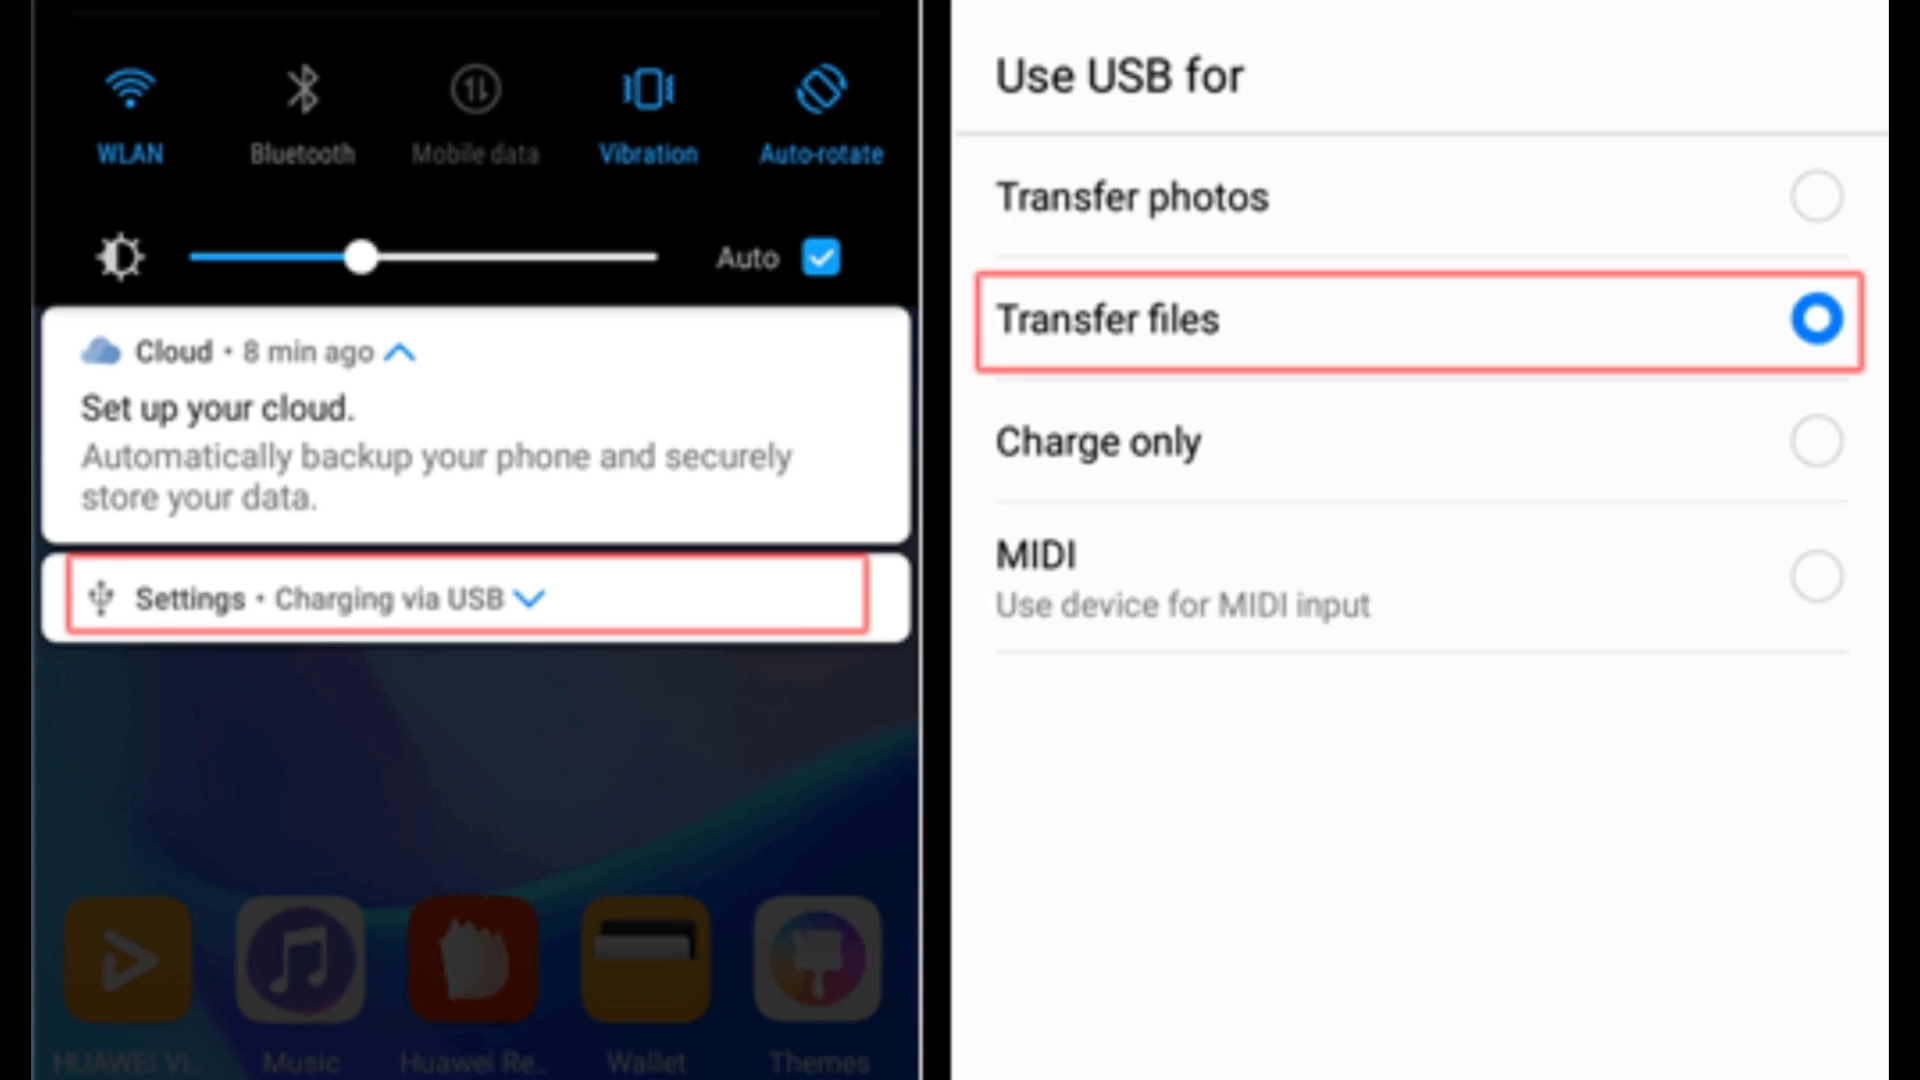 WLAN
Bluetooth
Mobile data
Vibration
Auto-rotate
Auto
Cloud • 8 min ago
Set up your cloud.
Automatically backup your phone and securely
store your data.
Settings • Charging via USB
HUAWEI Vi...
Music
Huawei Re...
Wallet
Themes
Use USB for
Transfer photos
Transfer files
Charge only
MIDI
Use device for MIDI input